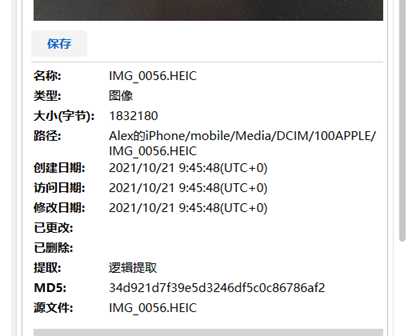 保存
名称: IMG_0056.HEIC
类型: 图像
大小(字节): 1832180
路径: Alex的iPhone/mobile/Media/DCIM/100APPLE/
IMG_0056.HEIC
创建日期: 2021/10/21 9:45:48(UTC+0)
访问日期: 2021/10/21 9:45:48(UTC+0)
修改日期: 2021/10/21 9:45:48(UTC+0)
已更改:
已删除:
提取: 逻辑提取
MD5: 34d921d7f39e5d3246df5c0c86786af2
源文件: IMG_0056.HEIC